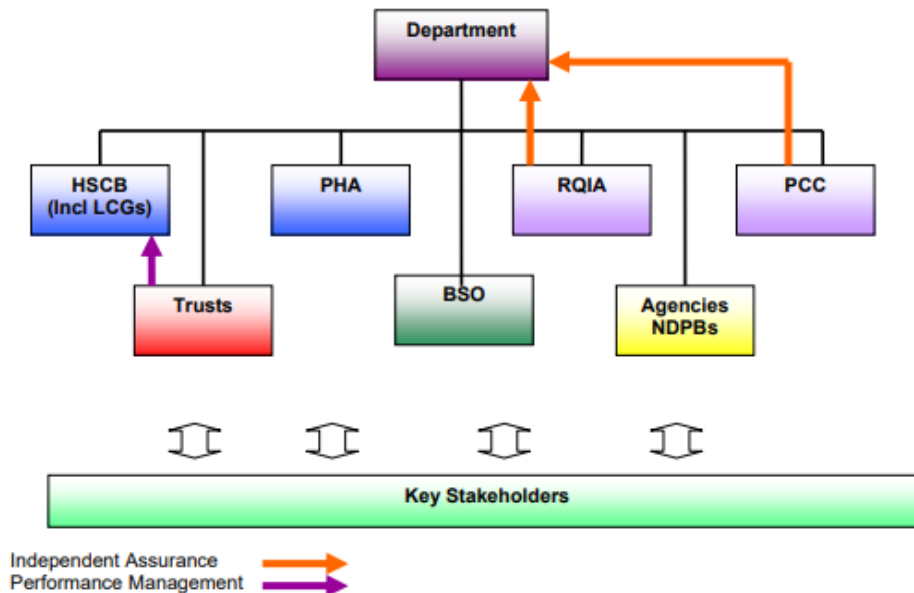 Department
HSCB
(Incl LCGs)
PHA
RQIA
PCC
Trusts
BSO
Agencies
NDPBs
Key Stakeholders
Independent Assurance
Performance Management